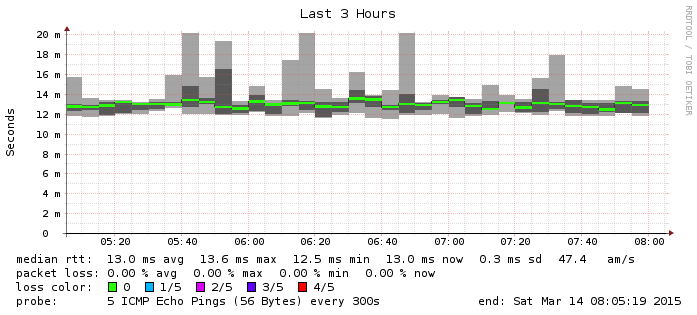 Last 3 Hours
RRDTOOL / TOBI OETIKER
Seconds
20 m
18 m
16 m
14 m
12 m
10 m
8 m
6 m
4 m
2 m
0
05:20 05:40 06:00 06:20 06:40 07:00 07:20 07:40 08:00
median rtt: 13.0 ms avg 13.6 ms max 12.5 ms min 13.0 ms now 0.3 ms sd 47.4 am/s
packet loss: 0.00 % avg 0.00 % max 0.00 % min 0.00 % now
loss color: 0 1/5 2/5 3/5 4/5
probe: 5 ICMP Echo Pings (56 Bytes) every 300s end: Sat Mar 14 08:05:19 2015